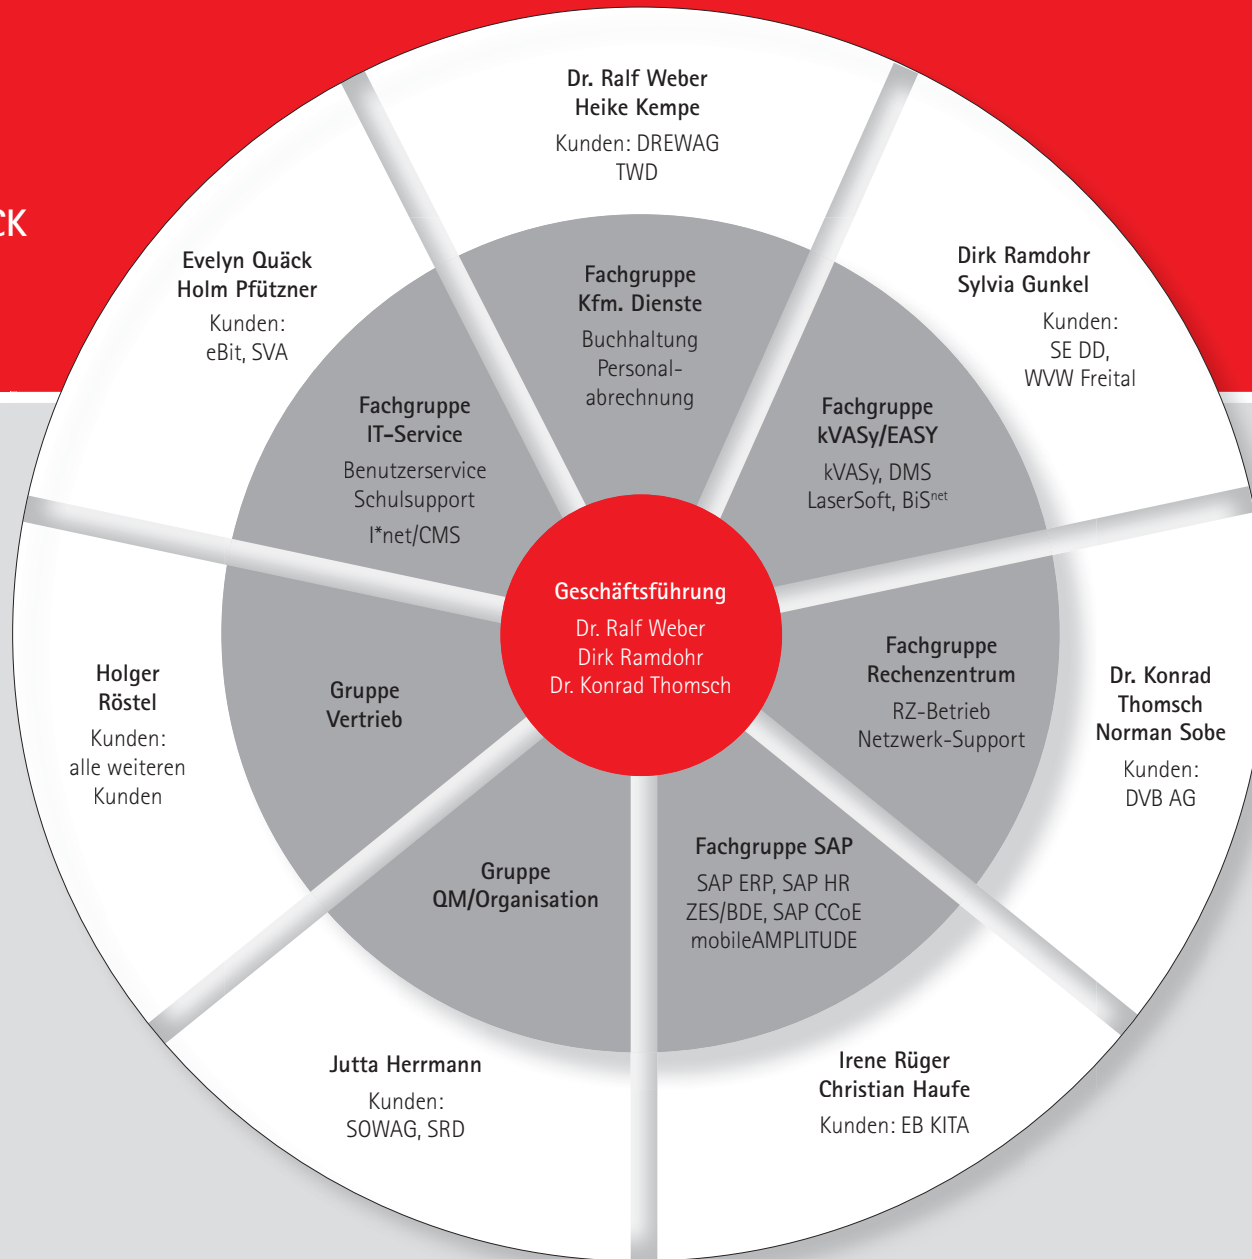 Dr. Ralf Weber
Heike Kempe
Kunden: DREWAG
TWD
Fachgruppe
Kfm. Dienste
Buchhaltung
Personal-
abrechnung
Dirk Ramdohr
Sylvia Gunkel
Kunden:
SE DD,
WVW Freital
Fachgruppe
kVASy/EASY
kVASy, DMS
LaserSoft, BiSnet
Dr. Konrad
Thomsch
Norman Sobe
Kunden:
DVB AG
Fachgruppe
Rechenzentrum
RZ-Betrieb
Netzwerk-Support
Irene Rüger
Christian Haufe
Kunden: EB KITA
Fachgruppe SAP
SAP ERP, SAP HR
ZES/BDE, SAP CCoE
mobileAMPLITUDE
Jutta Herrmann
Kunden:
SOWAG, SRD
Gruppe
QM/Organisation
Holger
Röstel
Kunden:
alle weiteren
Kunden
Gruppe
Vertrieb
Evelyn Quäck
Holm Pfützner
Kunden:
eBit, SVA
Fachgruppe
IT-Service
Benutzerservice
Schulsupport
I*net/CMS
Geschäftsführung
Dr. Ralf Weber
Dirk Ramdohr
Dr. Konrad Thomsch